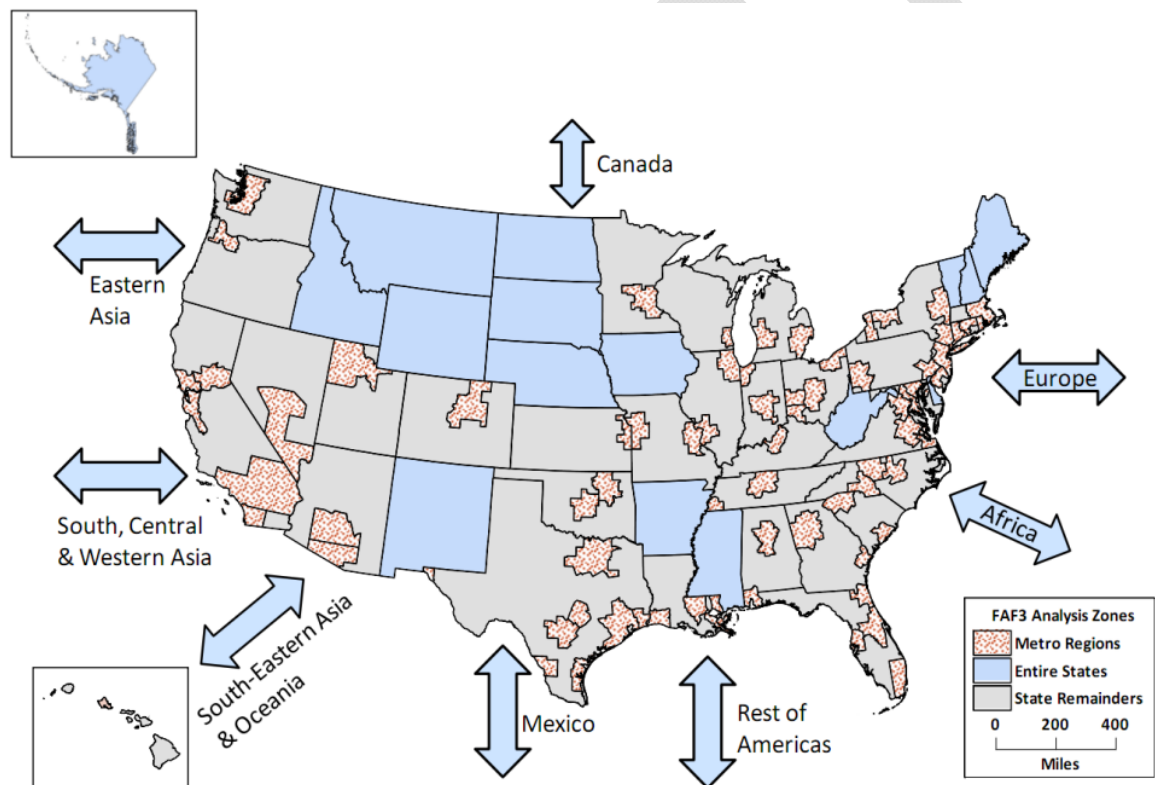 Canada
Eastern
Asia
Europe
South, Central
& Western Asia
Africa
South-Eastern Asia
& Oceania
Mexico
Rest of
Americas
FAF3 Analysis Zones
Metro Regions
Entire States
State Remainders
0 200 400
Miles